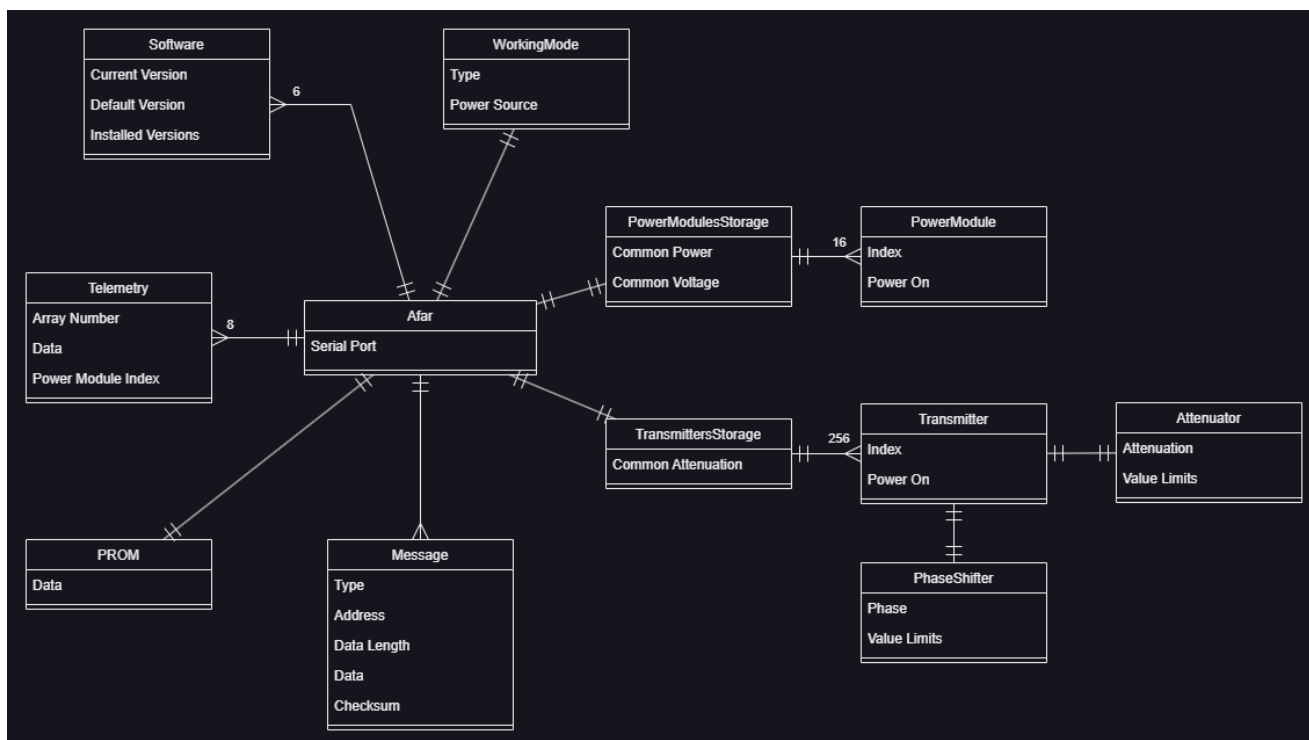 Software
Current Version
Default Version
Installed Versions
6
WorkingMode
Type
Power Source
PowerModulesStorage
Common Power
Common Voltage
16
PowerModule
Index
Power On
Telemetry
Array Number
Data
Power Module Index
8
Afar
Serial Port
TransmittersStorage
Common Attenuation
256
Transmitter
Index
Power On
Attenuator
Attenuation
Value Limits
PROM
Data
Message
Type
Address
Data Length
Data
Checksum
PhaseShifter
Phase
Value Limits